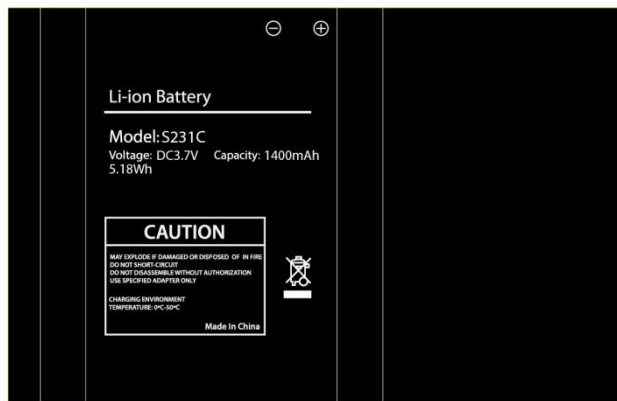 ⊖ ⊕
Li-ion Battery
Model: S231C
Voltage: DC3.7V Capacity: 1400mAh
5.18Wh
CAUTION
MAY EXPLODE IF DAMAGED OR DISPOSED OF IN FIRE
DO NOT SHORT-CIRCUIT
DO NOT DISASSEMBLE WITHOUT AUTHORIZATION
USE SPECIFIED ADAPTER ONLY
CHARGING ENVIRONMENT
TEMPERATURE: 0ºC-50ºC
Made In China